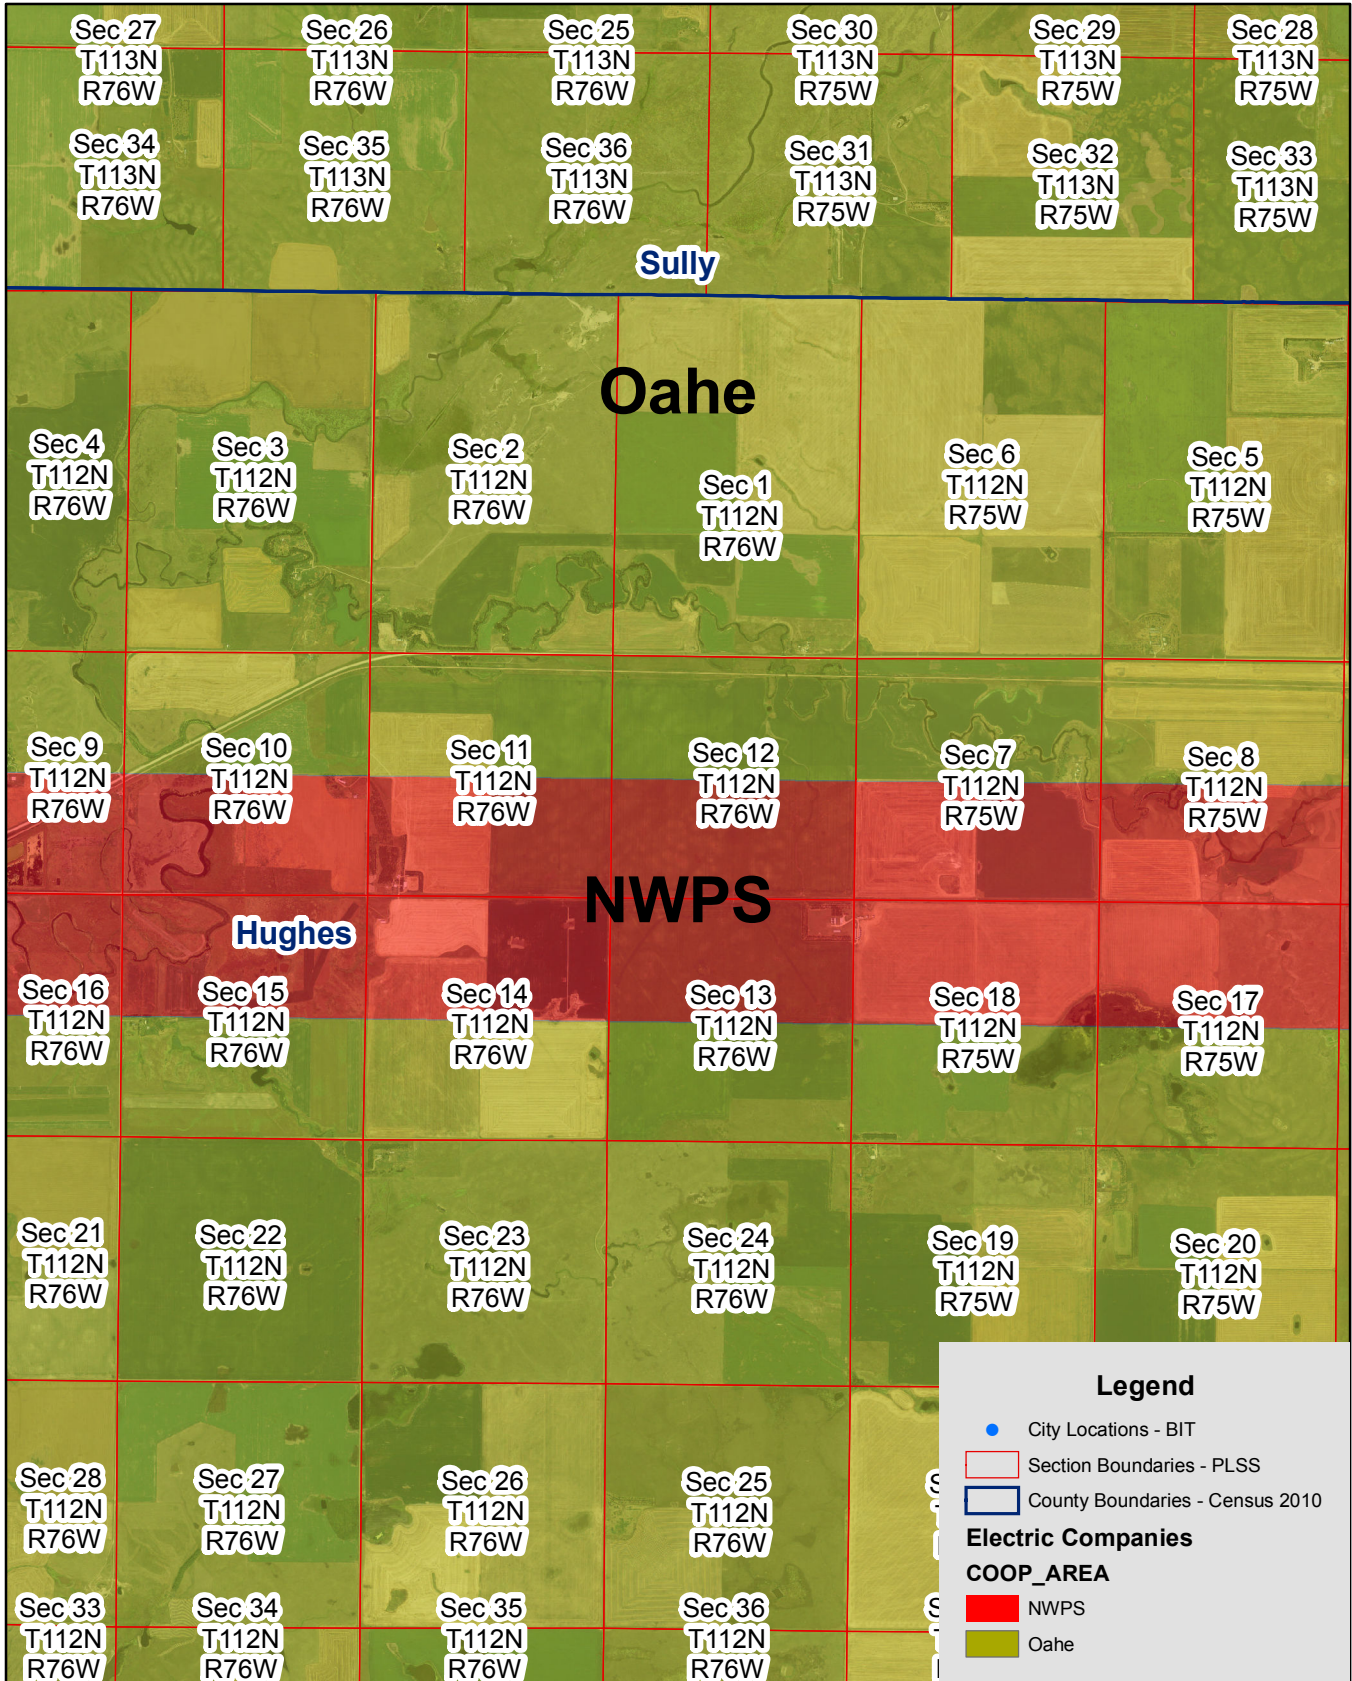 Sec 27
T113N
R76W
Sec 26
T113N
R76W
Sec 25
T113N
R76W
Sec 30
T113N
R75W
Sec 29
T113N
R75W
Sec 28
T113N
R75W
Sec 34
T113N
R76W
Sec 35
T113N
R76W
Sec 36
T113N
R76W
Sec 31
T113N
R75W
Sec 32
T113N
R75W
Sec 33
T113N
R75W
Sully
Oahe
Sec 4
T112N
R76W
Sec 3
T112N
R76W
Sec 2
T112N
R76W
Sec 1
T112N
R76W
Sec 6
T112N
R75W
Sec 5
T112N
R75W
Sec 9
T112N
R76W
Sec 10
T112N
R76W
Sec 11
T112N
R76W
Sec 12
T112N
R76W
Sec 7
T112N
R75W
Sec 8
T112N
R75W
NWPS
Hughes
Sec 16
T112N
R76W
Sec 15
T112N
R76W
Sec 14
T112N
R76W
Sec 13
T112N
R76W
Sec 18
T112N
R75W
Sec 17
T112N
R75W
Sec 21
T112N
R76W
Sec 22
T112N
R76W
Sec 23
T112N
R76W
Sec 24
T112N
R76W
Sec 19
T112N
R75W
Sec 20
T112N
R75W
Sec 28
T112N
R76W
Sec 27
T112N
R76W
Sec 26
T112N
R76W
Sec 25
T112N
R76W
Sec 33
T112N
R76W
Sec 34
T112N
R76W
Sec 35
T112N
R76W
Sec 36
T112N
R76W
Legend
City Locations - BIT
Section Boundaries - PLSS
County Boundaries - Census 2010
Electric Companies
COOP_AREA
NWPS
Oahe